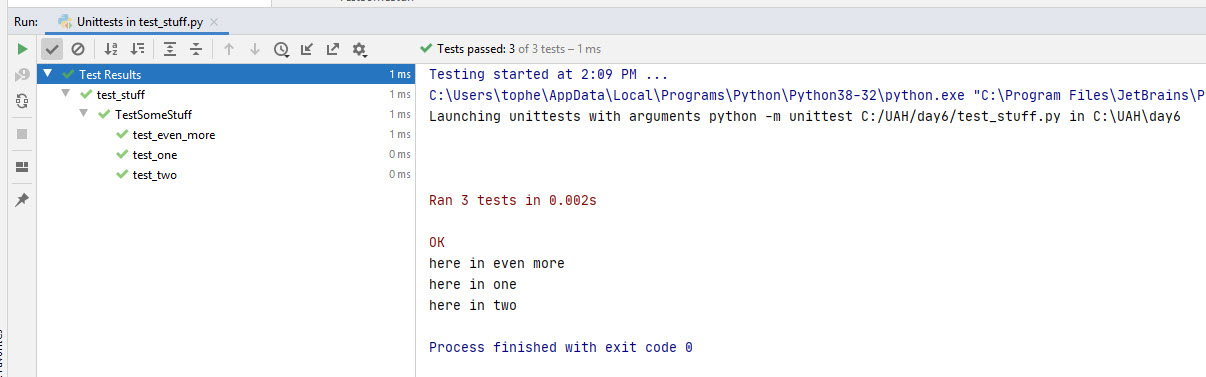 Run: Unittests in test_stuff.py
Tests passed: 3 of 3 tests – 1 ms
Test Results 1 ms
test_stuff 1 ms
TestSomeStuff 1 ms
test_even_more 1 ms
test_one 0 ms
test_two 0 ms
Testing started at 2:09 PM ...
C:\Users\tophe\AppData\Local\Programs\Python\Python38-32\python.exe "C:\Program Files\JetBrains\P
Launching unittests with arguments python -m unittest C:/UAH/day6/test_stuff.py in C:\UAH\day6
Ran 3 tests in 0.002s
OK
here in even more
here in one
here in two
Process finished with exit code 0